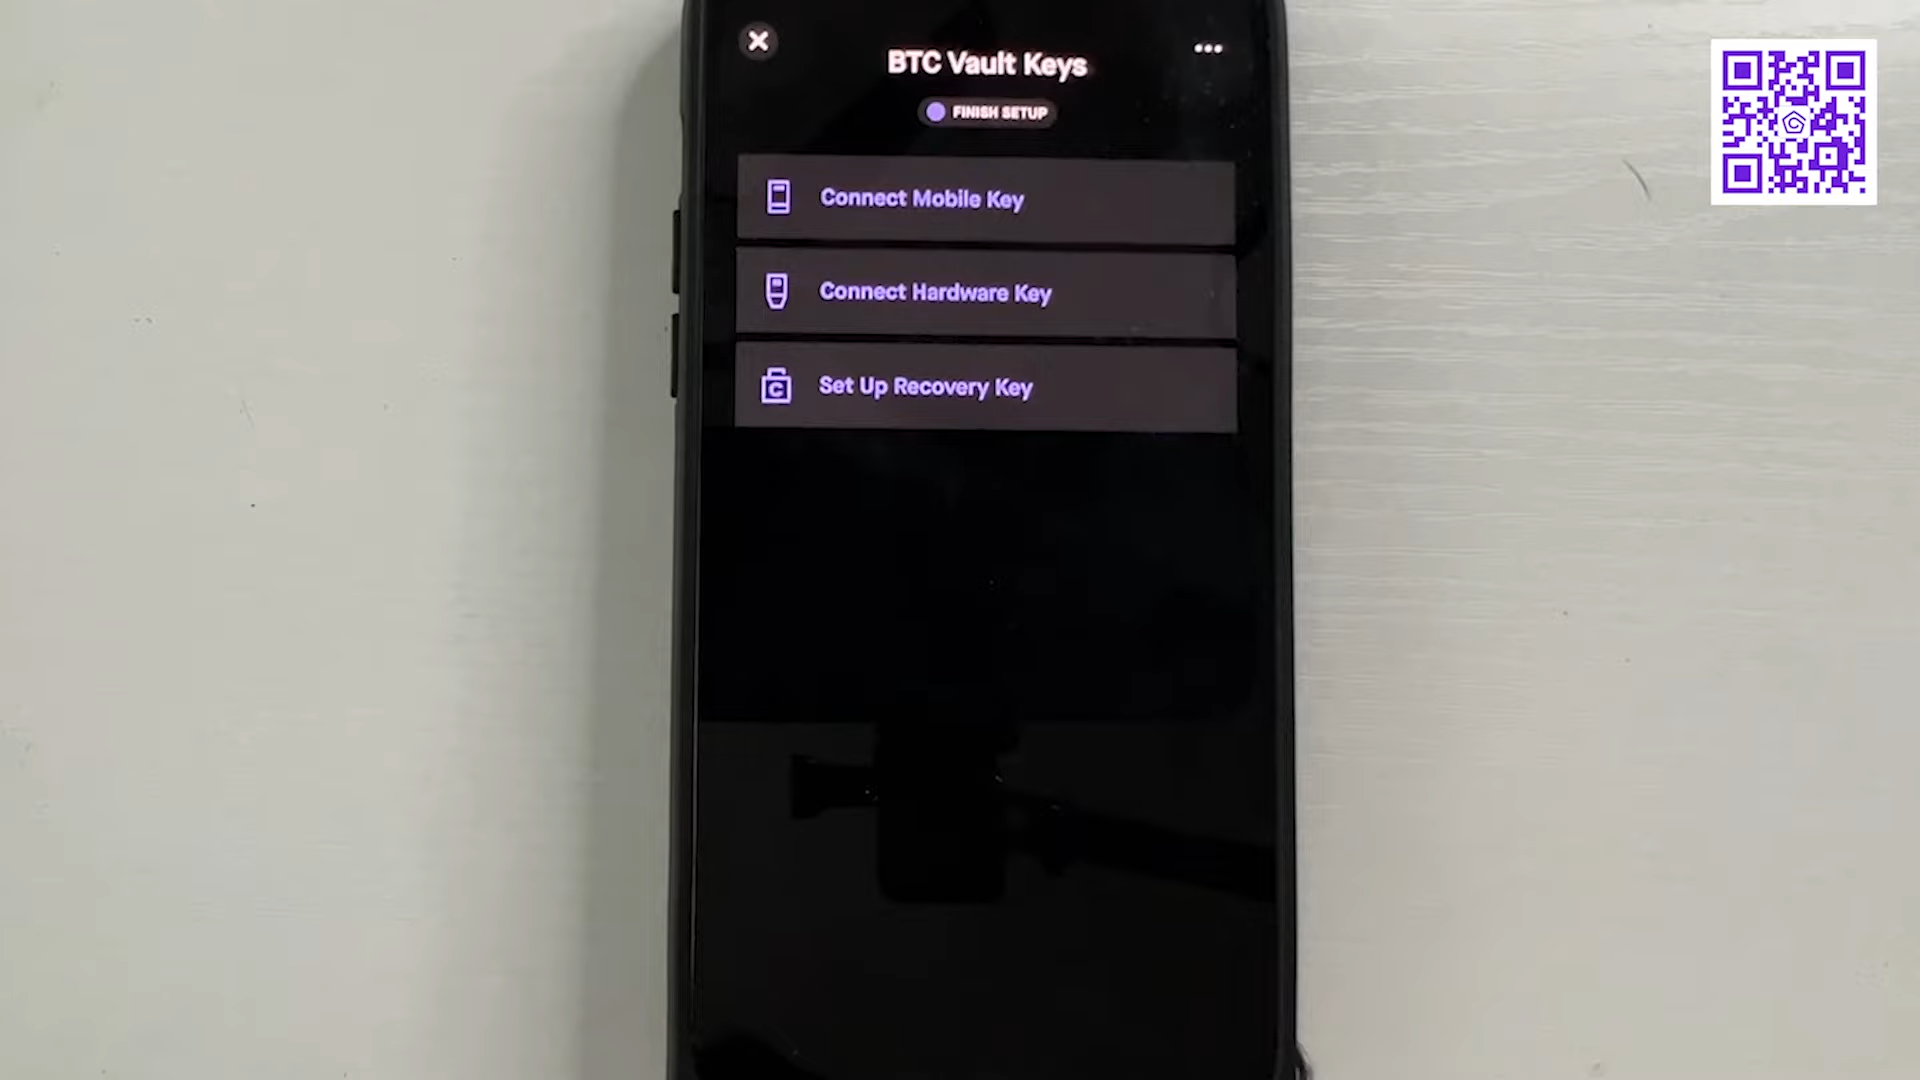 BTC Vault Keys
FINISH SETUP
Connect Mobile Key
Connect Hardware Key
Set Up Recovery Key